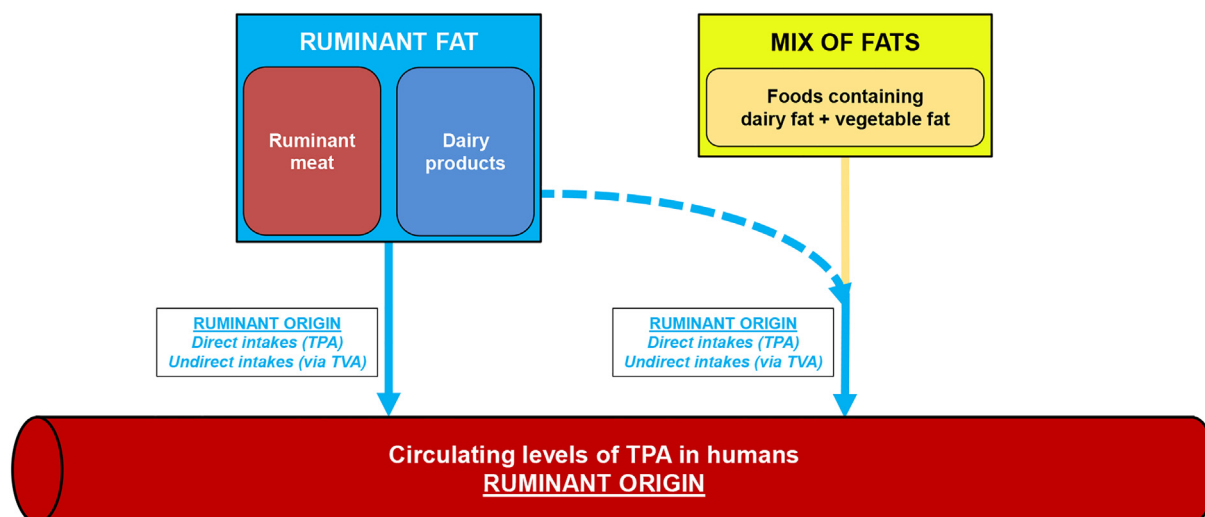 RUMINANT FAT
Ruminant
meat
Dairy
products
MIX OF FATS
Foods containing
dairy fat + vegetable fat
RUMINANT ORIGIN
Direct intakes (TPA)
Undirect intakes (via TVA)
RUMINANT ORIGIN
Direct intakes (TPA)
Undirect intakes (via TVA)
Circulating levels of TPA in humans
RUMINANT ORIGIN